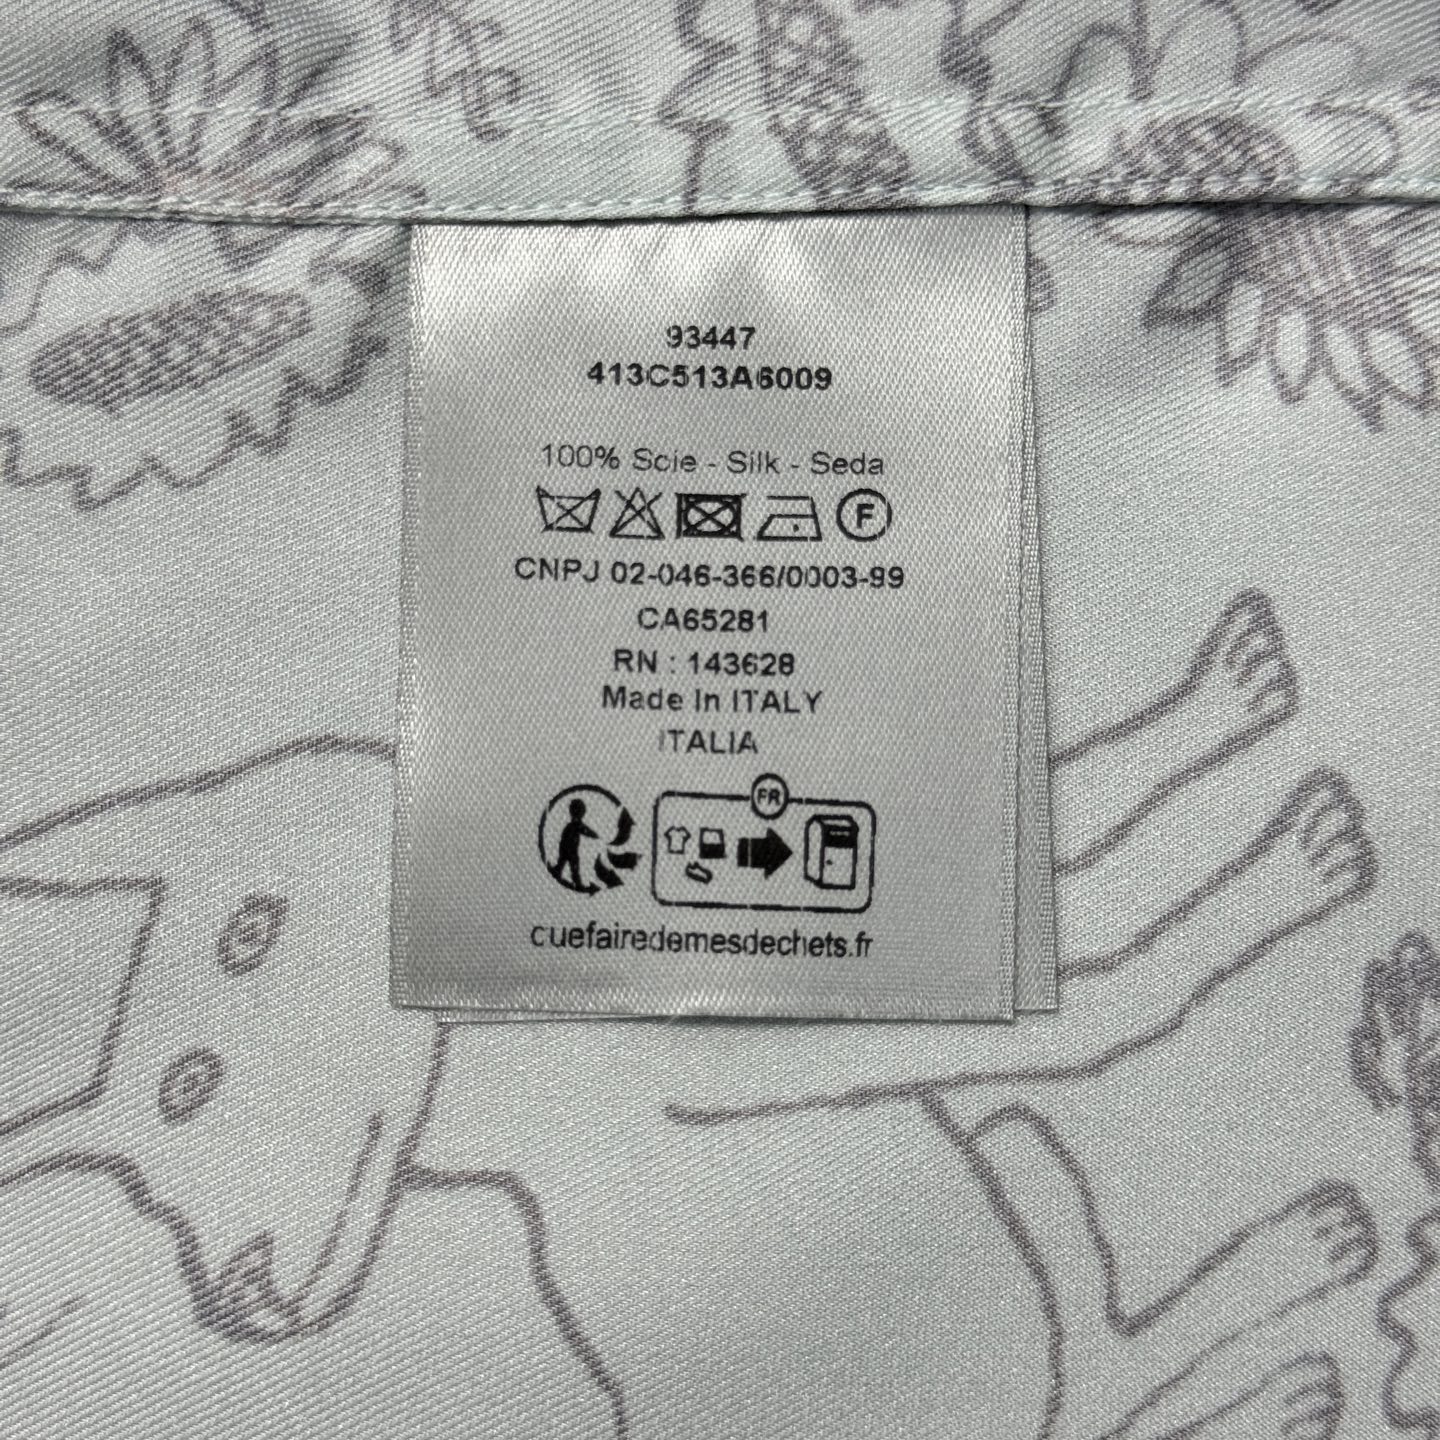 93447
413C513A6009
100% Soie - Silk - Seda
F
CNPJ 02-046-366/0003-99
CA65281
RN : 143628
Made In ITALY
ITALIA
FR
quefairedemesdechets.fr